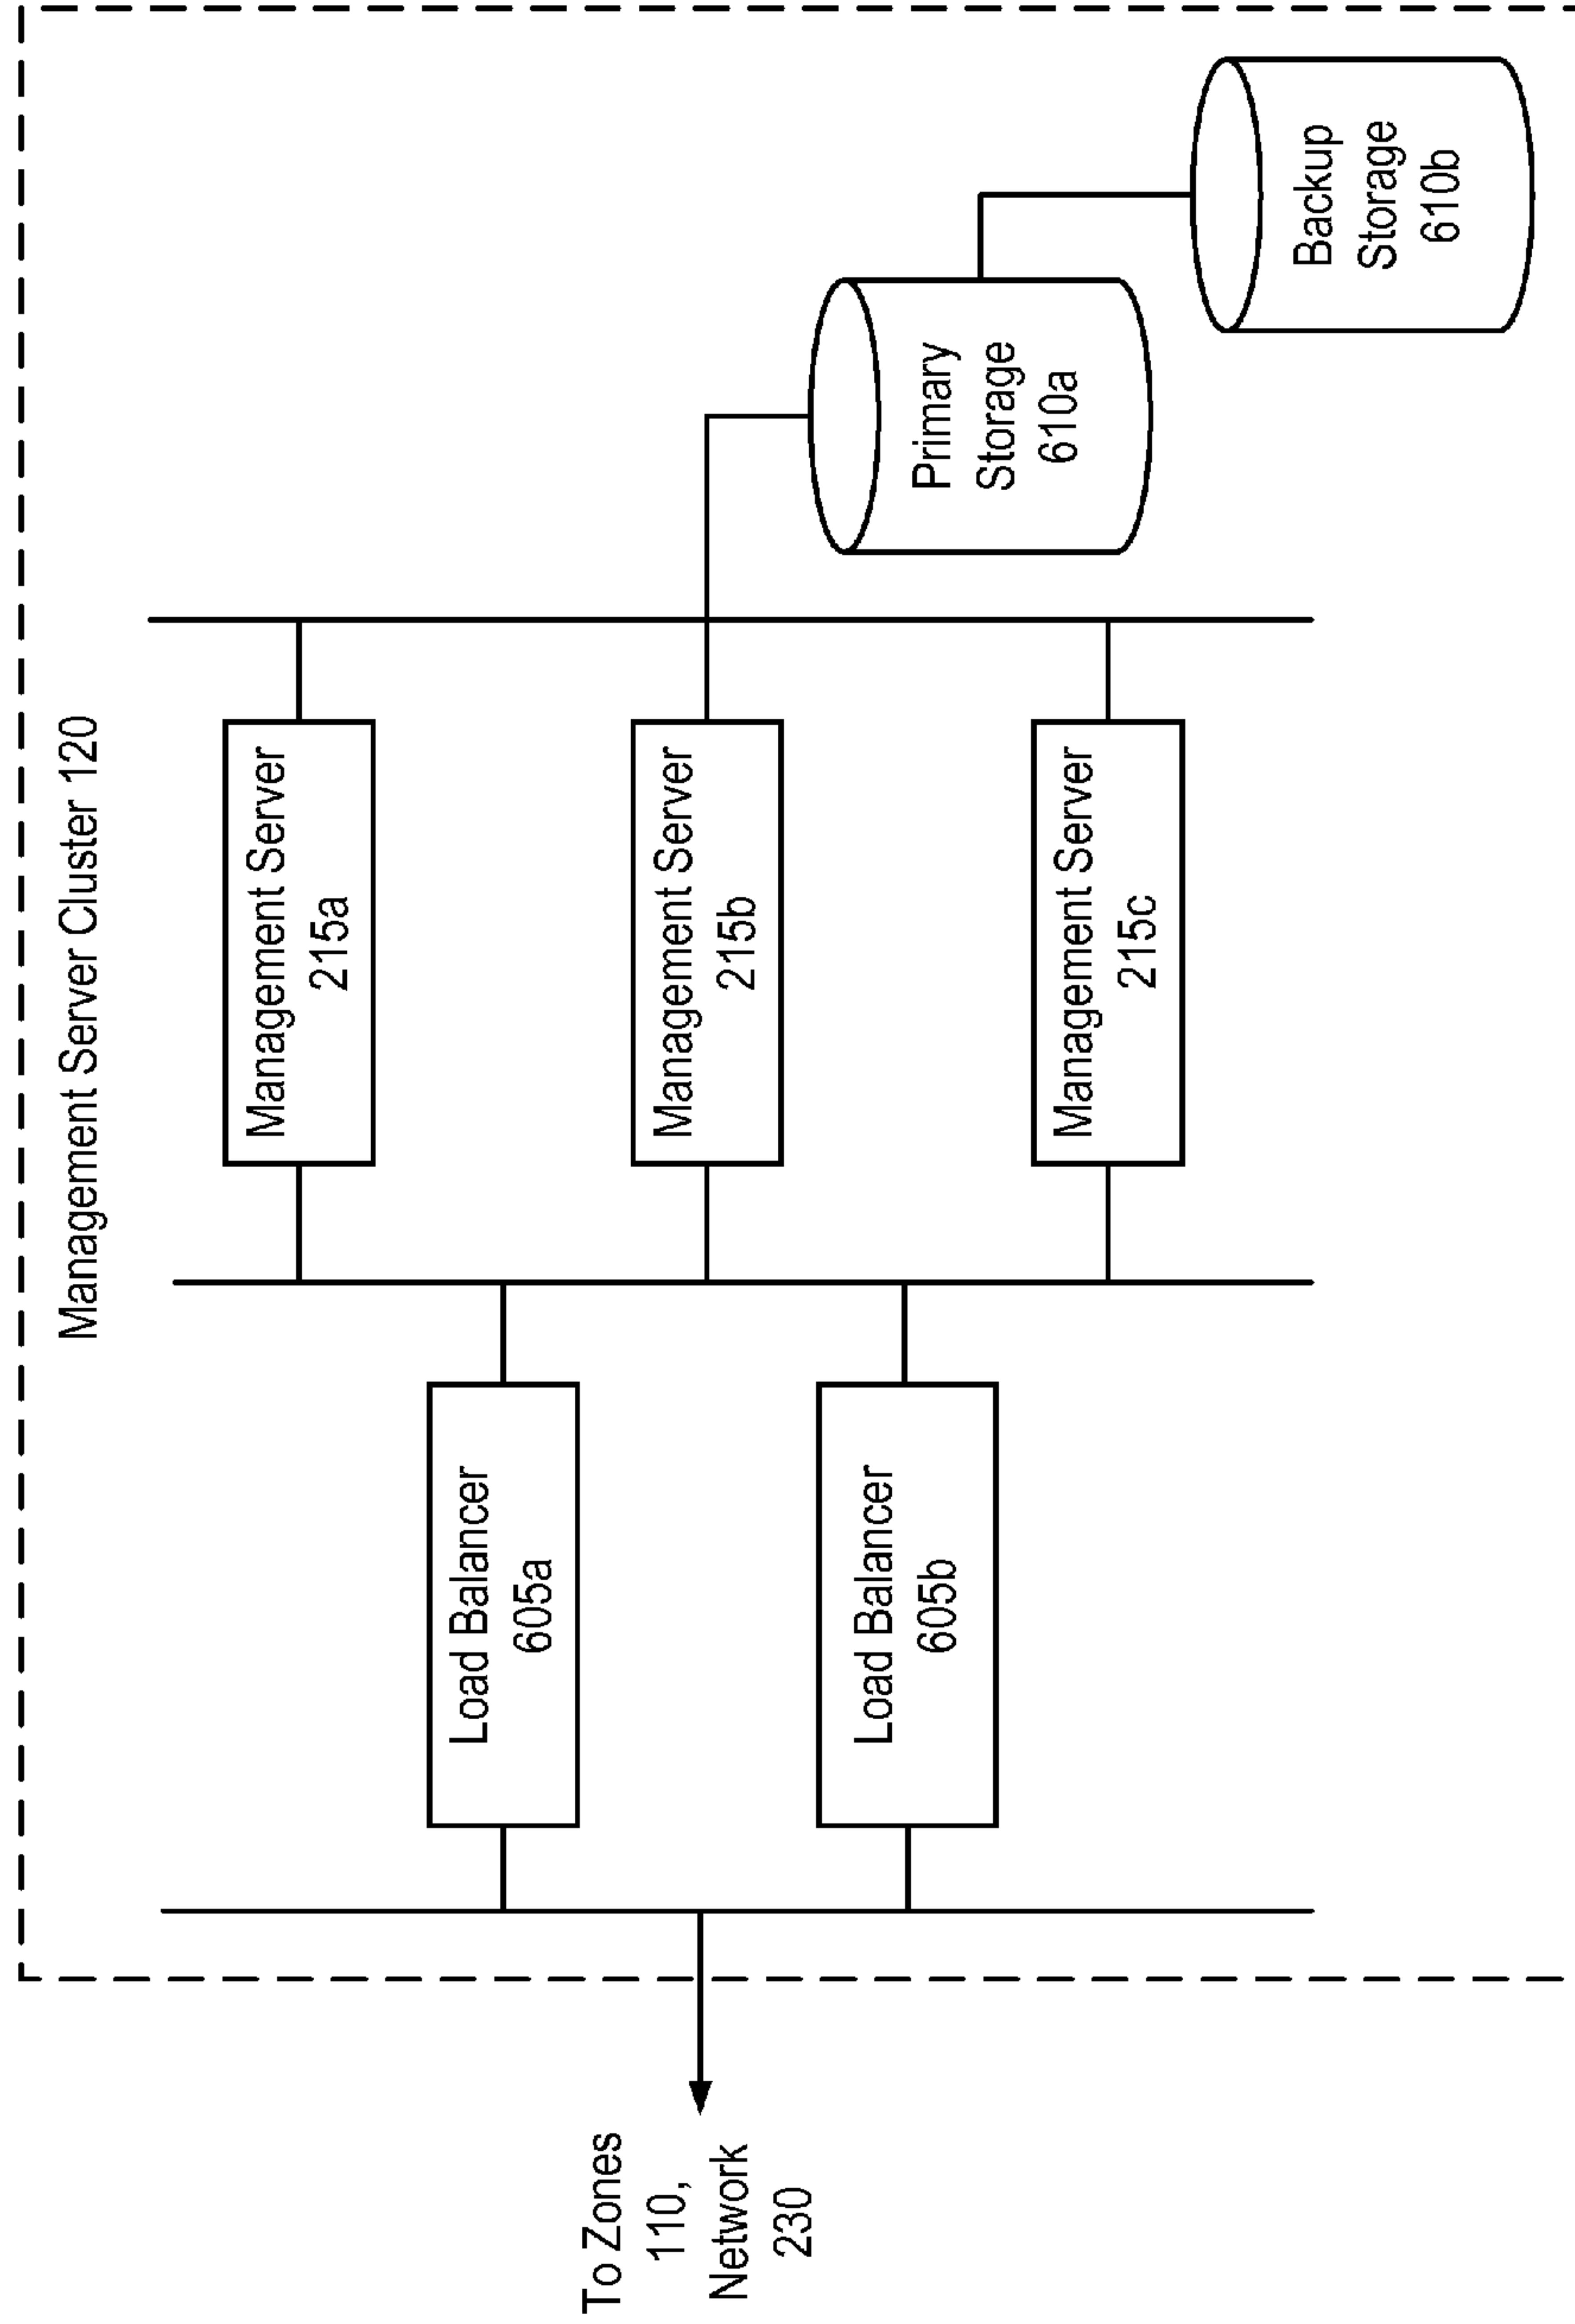 Management Server Cluster 120
To Zones
110,
Network
230
Load Balancer
605a
Load Balancer
605b
Management Server
215a
Management Server
215b
Management Server
215c
Primary
Storage
610a
Backup
Storage
610b